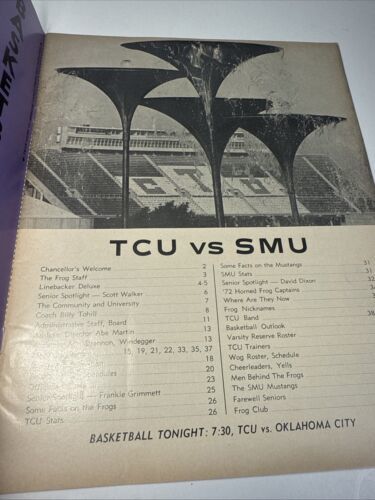 TCU
TCU VS SMU
Chancellor's Welcome 2
The Frog Staff 3
Linebacker Deluxe 4-5
Senior Spotlight — Scott Walker 6
The Community and University 7
Coach Billy Tohill 8
Administrative Staff, Board 11
Director Abe Martin 13
Brannon, Windegger 13
15, 19, 21, 22, 33, 35, 37
18
Schedules 20
23
Senior Spotlight — Frankie Grimmett 25
Some Facts on the Frogs 26
TCU Stats 26
Some Facts on the Mustangs 31
SMU Stats 31
Senior Spotlight — David Dixon 32
'72 Horned Frog Captains
Where Are They Now
Frog Nicknames
TCU Band 38
Basketball Outlook
Varsity Reserve Roster
TCU Trainers
Wog Roster, Schedule
Cheerleaders, Yells
Men Behind The Frogs
The SMU Mustangs
Farewell Seniors
Frog Club
BASKETBALL TONIGHT: 7:30, TCU vs. OKLAHOMA CITY